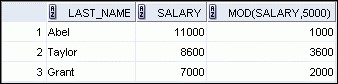 LAST_NAME SALARY MOD(SALARY,5000)
1 Abel 11000 1000
2 Taylor 8600 3600
3 Grant 7000 2000